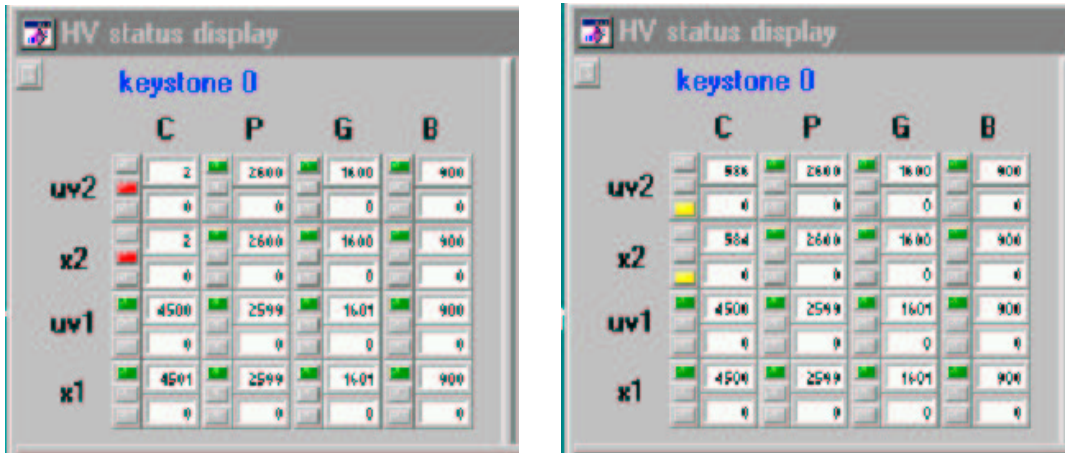 HV status display
keystone 0
C P G B
uv2
2 2600 1600 900
0 0 0 0
x2
2 2600 1600 900
0 0 0 0
uv1
4500 2599 1601 900
0 0 0 0
x1
4501 2599 1601 900
0 0 0 0
HV status display
keystone 0
C P G B
uv2
586 2600 1600 900
0 0 0 0
x2
584 2600 1600 900
0 0 0 0
uv1
4500 2599 1601 900
0 0 0 0
x1
4500 2599 1601 900
0 0 0 0